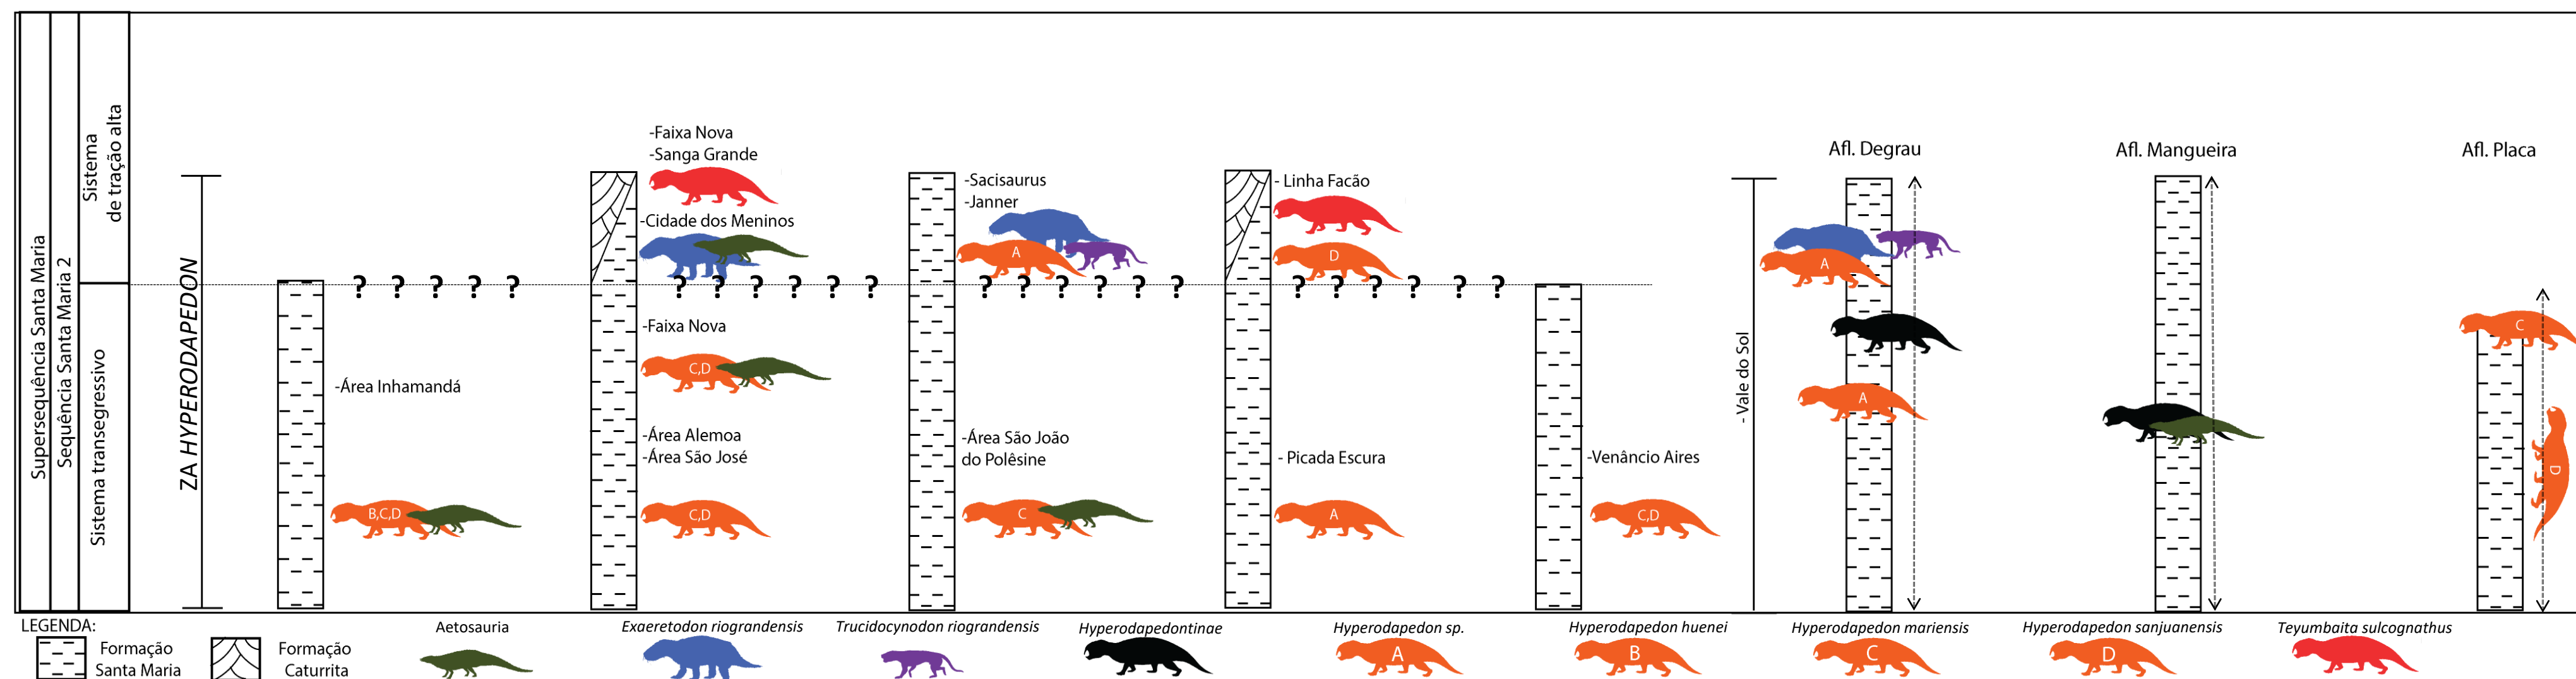 Supersequência Santa Maria
Sequência Santa Maria 2
Sistema
de tração alta
Sistema transegressivo
ZA HYPERODAPEDON
-Área Inhamandá
B,C,D
? ? ? ? ?
-Faixa Nova
-Sanga Grande
-Cidade dos Meninos
? ? ? ? ? ?
-Faixa Nova
C,D
-Área Alemoa
-Área São José
C,D
-Sacisaurus
-Janner
A
? ? ? ? ? ?
-Área São João
do Polêsine
C
- Linha Facão
D
? ? ? ? ? ?
- Picada Escura
A
-Venâncio Aires
C,D
- Vale do Sol
Afl. Degrau
A
A
Afl. Mangueira
Afl. Placa
C
D
LEGENDA:
Formação
Santa Maria
Formação
Caturrita
Aetosauria
Exaeretodon riograndensis
Trucidocynodon riograndensis
Hyperodapedontinae
Hyperodapedon sp.
A
Hyperodapedon huenei
B
Hyperodapedon mariensis
C
Hyperodapedon sanjuanensis
D
Teyumbaita sulcognathus